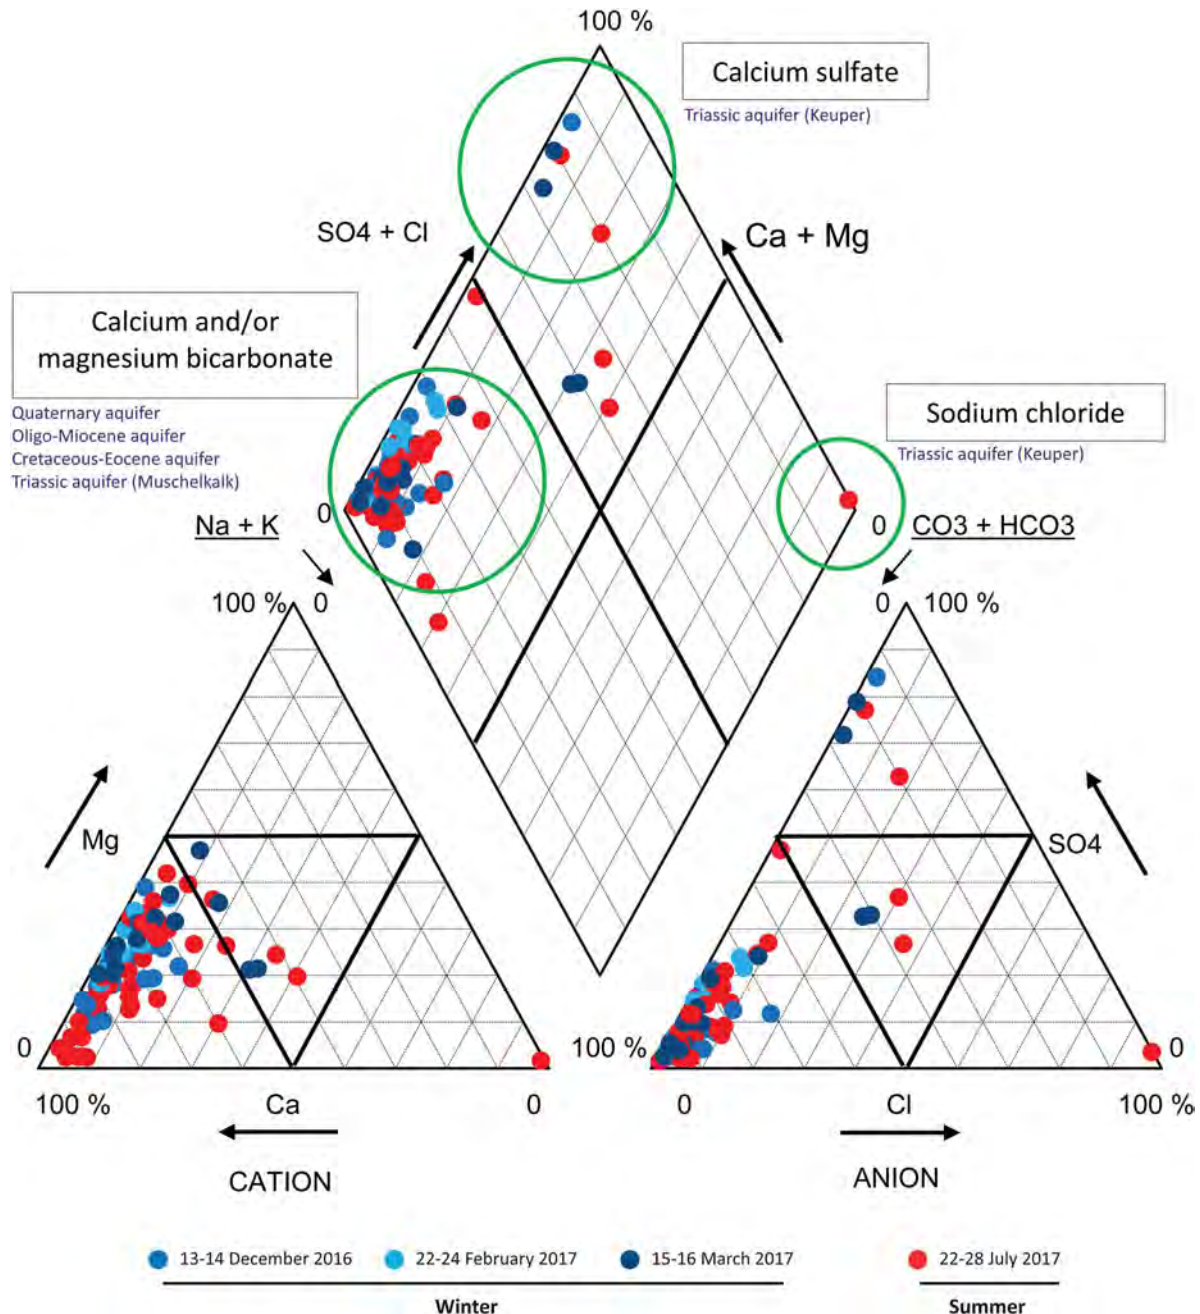 100 %
Calcium sulfate
Triassic aquifer (Keuper)
SO4 + Cl
Ca + Mg
Calcium and/or
magnesium bicarbonate
Quaternary aquifer
Oligo-Miocene aquifer
Cretaceous-Eocene aquifer
Triassic aquifer (Muschelkalk)
Sodium chloride
Triassic aquifer (Keuper)
0
Na + K
0
CO3 + HCO3
100 %
0
0
100 %
Mg
SO4
0
100 %
0
100 %
Ca
0
0
Cl
100 %
CATION
ANION
13-14 December 2016
22-24 February 2017
15-16 March 2017
22-28 July 2017
Winter
Summer